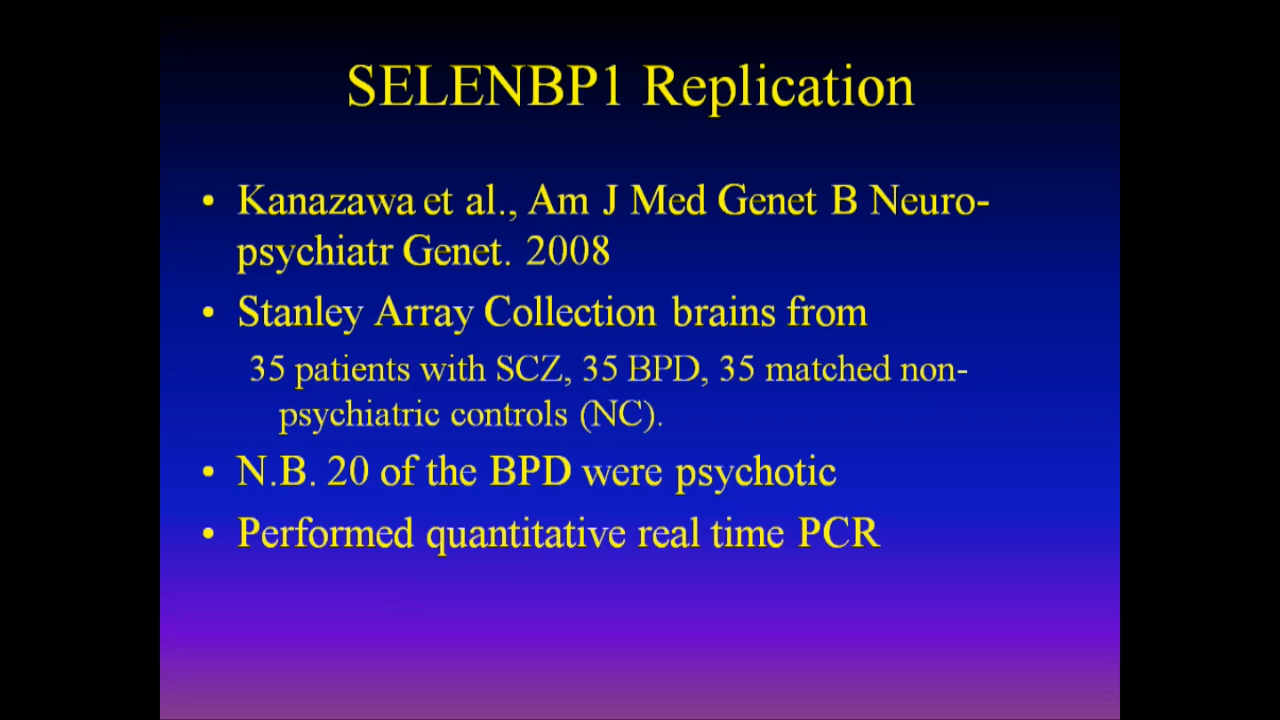 SELENBP1 Replication
• Kanazawa et al., Am J Med Genet B Neuro-
psychiatr Genet. 2008
• Stanley Array Collection brains from
35 patients with SCZ, 35 BPD, 35 matched non-
psychiatric controls (NC).
• N.B. 20 of the BPD were psychotic
• Performed quantitative real time PCR